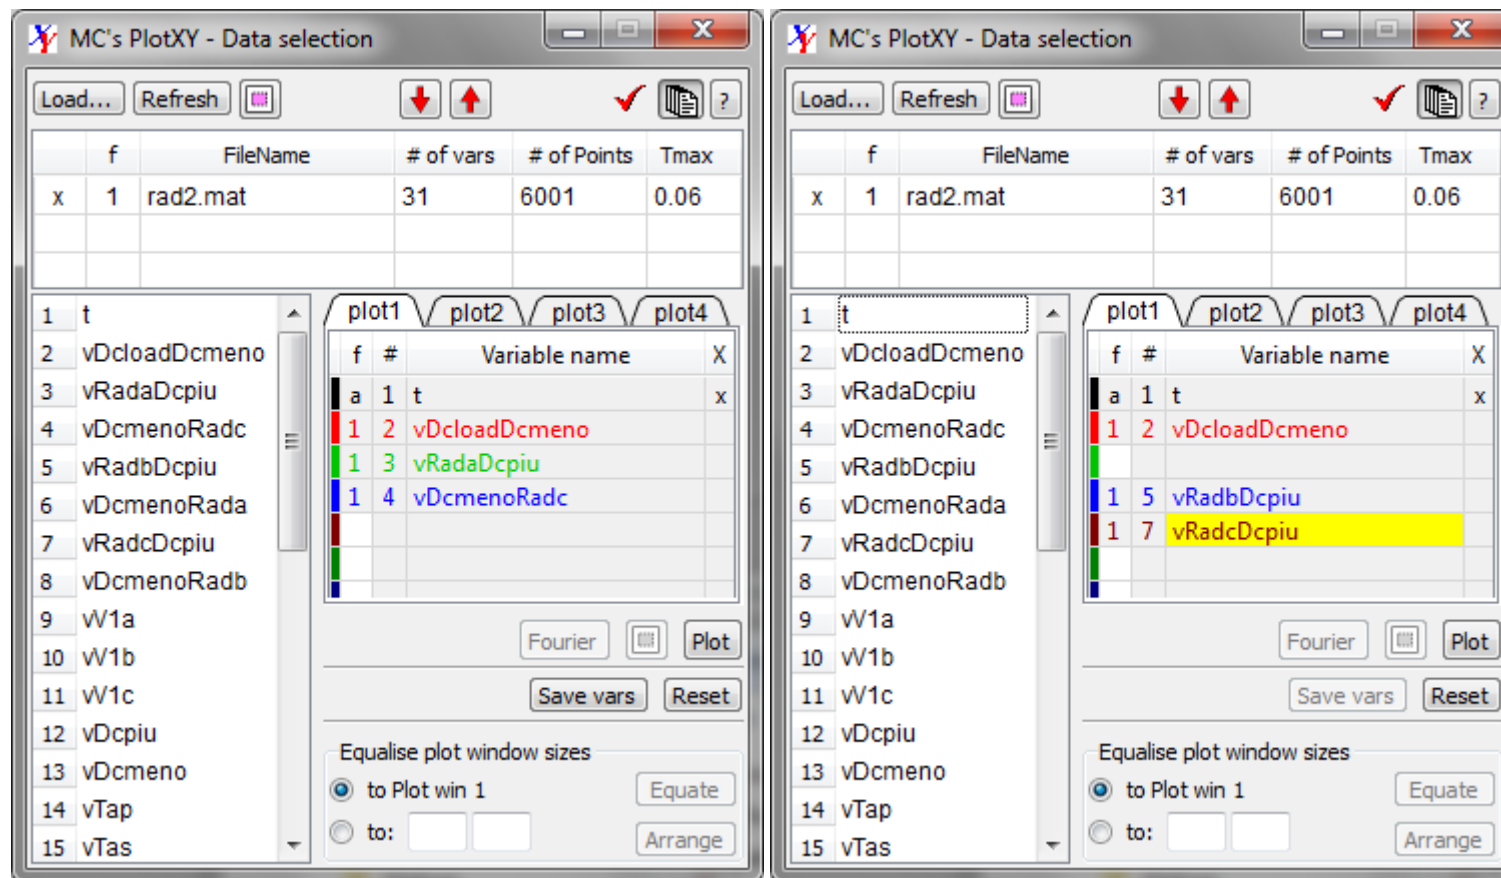 MC's PlotXY - Data selection
Load... Refresh ?
f FileName # of vars # of Points Tmax
x 1 rad2.mat 31 6001 0.06
1 t
2 vDcloadDcmeno
3 vRadaDcpiu
4 vDcmenoRadc
5 vRadbDcpiu
6 vDcmenoRada
7 vRadcDcpiu
8 vDcmenoRadb
9 vV1a
10 vV1b
11 vV1c
12 vDcpiu
13 vDcmeno
14 vTap
15 vTas
plot1 plot2 plot3 plot4
f # Variable name X
a 1 t x
1 2 vDcloadDcmeno
1 3 vRadaDcpiu
1 4 vDcmenoRadc
Fourier Plot
Save vars Reset
Equalise plot window sizes
to Plot win 1 Equate
to: Arrange
MC's PlotXY - Data selection
Load... Refresh ?
f FileName # of vars # of Points Tmax
x 1 rad2.mat 31 6001 0.06
1 t
2 vDcloadDcmeno
3 vRadaDcpiu
4 vDcmenoRadc
5 vRadbDcpiu
6 vDcmenoRada
7 vRadcDcpiu
8 vDcmenoRadb
9 vV1a
10 vV1b
11 vV1c
12 vDcpiu
13 vDcmeno
14 vTap
15 vTas
plot1 plot2 plot3 plot4
f # Variable name X
a 1 t x
1 2 vDcloadDcmeno
1 5 vRadbDcpiu
1 7 vRadcDcpiu
Fourier Plot
Save vars Reset
Equalise plot window sizes
to Plot win 1 Equate
to: Arrange